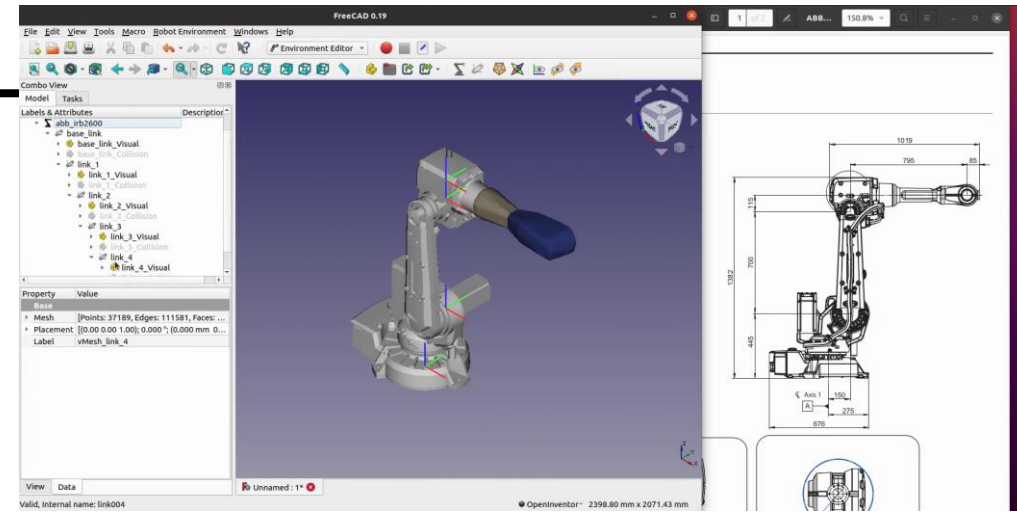 FreeCAD 0.19
1 of 2
ABB...
150.8%
File Edit View Tools Macro Robot Environment Windows Help
Environment Editor
Combo View
Model Tasks
Labels & Attributes Description
abb_irb2600
base_link
base_link_Visual
base_link_Collision
link_1
link_1_Visual
link_1_Collision
link_2
link_2_Visual
link_2_Collision
link_3
link_3_Visual
link_3_Collision
link_4
link_4_Visual
Property Value
Base
Mesh [Points: 37189, Edges: 111581, Faces: ...
Placement [(0.00 0.00 1.00); 0.000 °; (0.000 mm 0...
Label vMesh_link_4
View Data
Unnamed : 1*
Valid, Internal name: link004
OpenInventor 2398.80 mm x 2071.43 mm
Z
Y
X
1019
795
85
115
700
1382
445
Axis 1
150
A
275
676